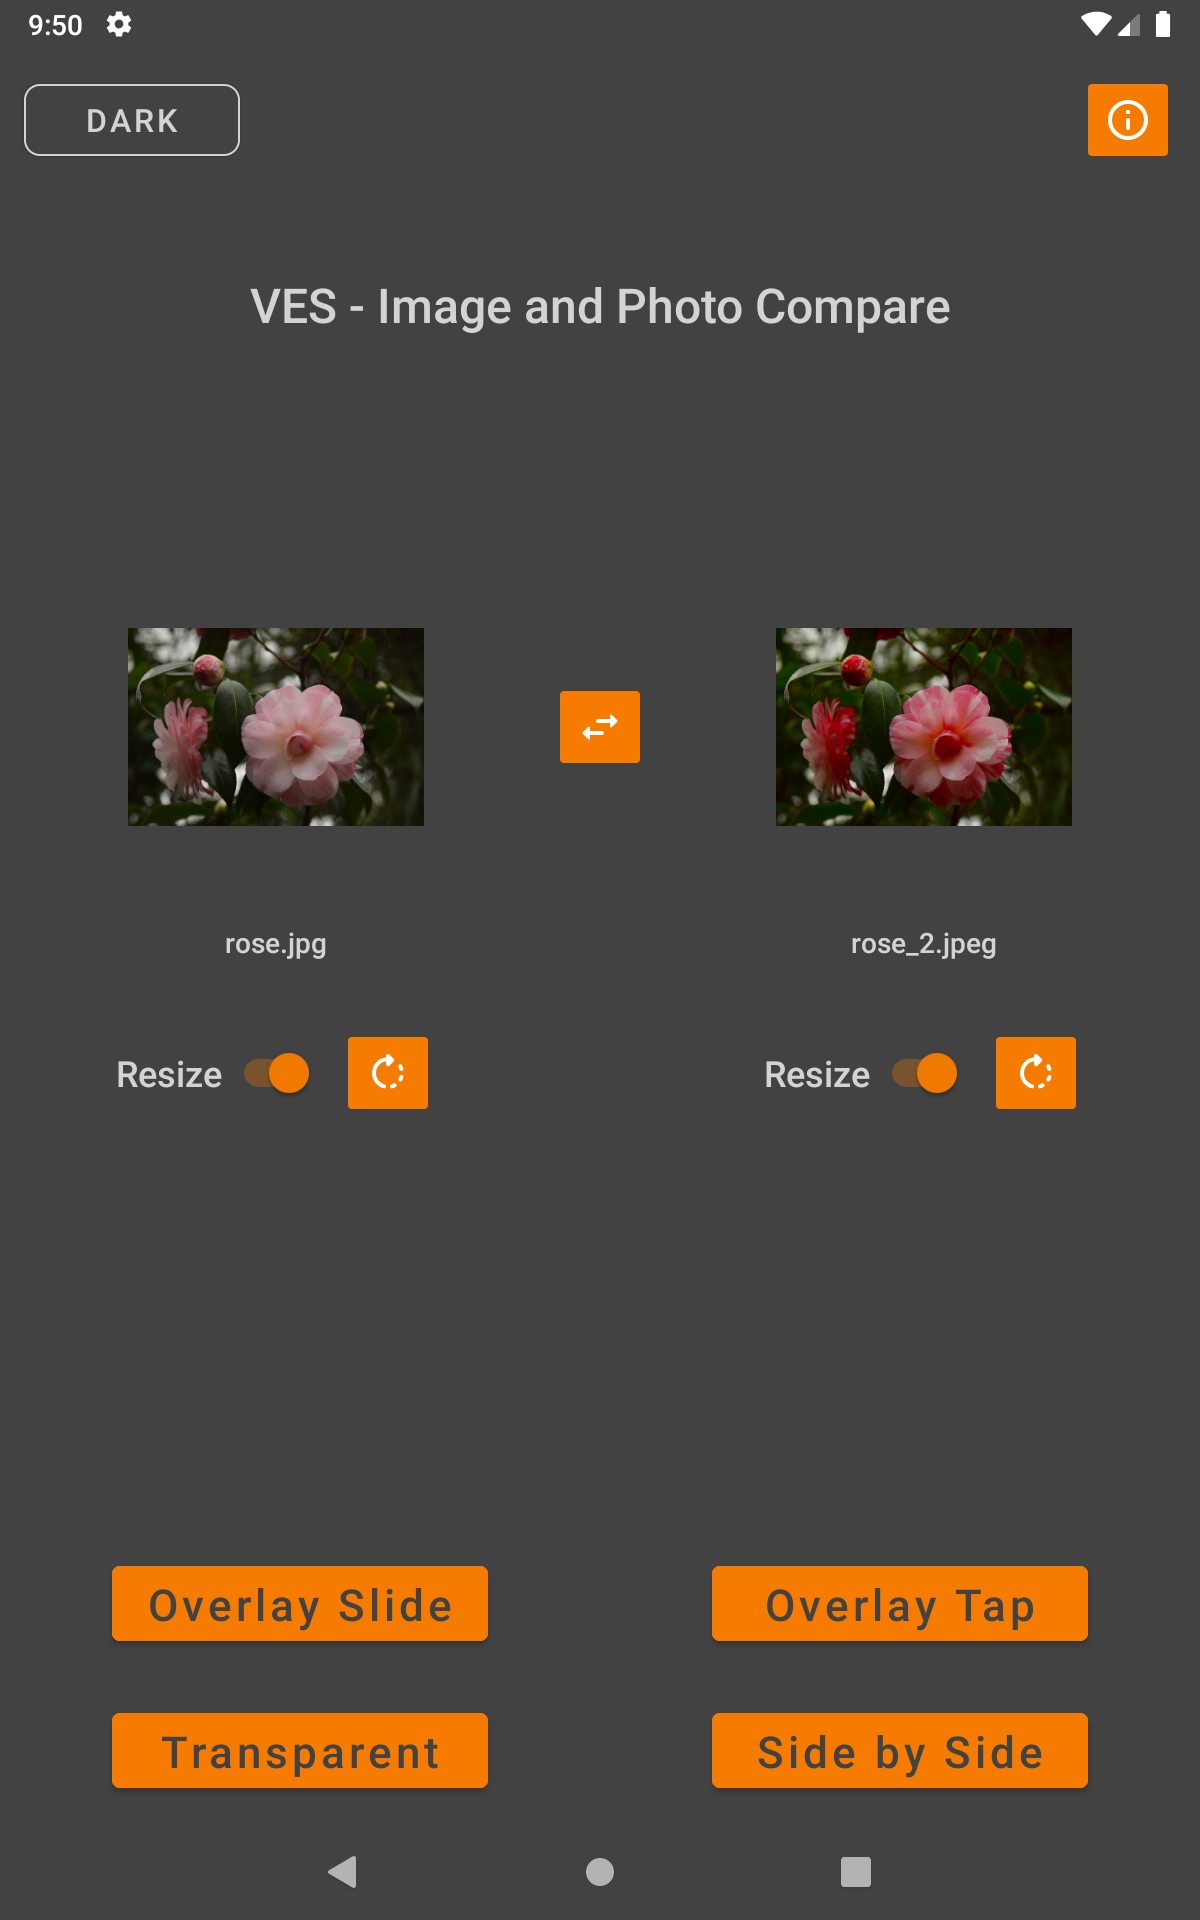 9:50
DARK
VES - Image and Photo Compare
rose.jpg
rose_2.jpeg
Resize
Resize
Overlay Slide
Overlay Tap
Transparent
Side by Side